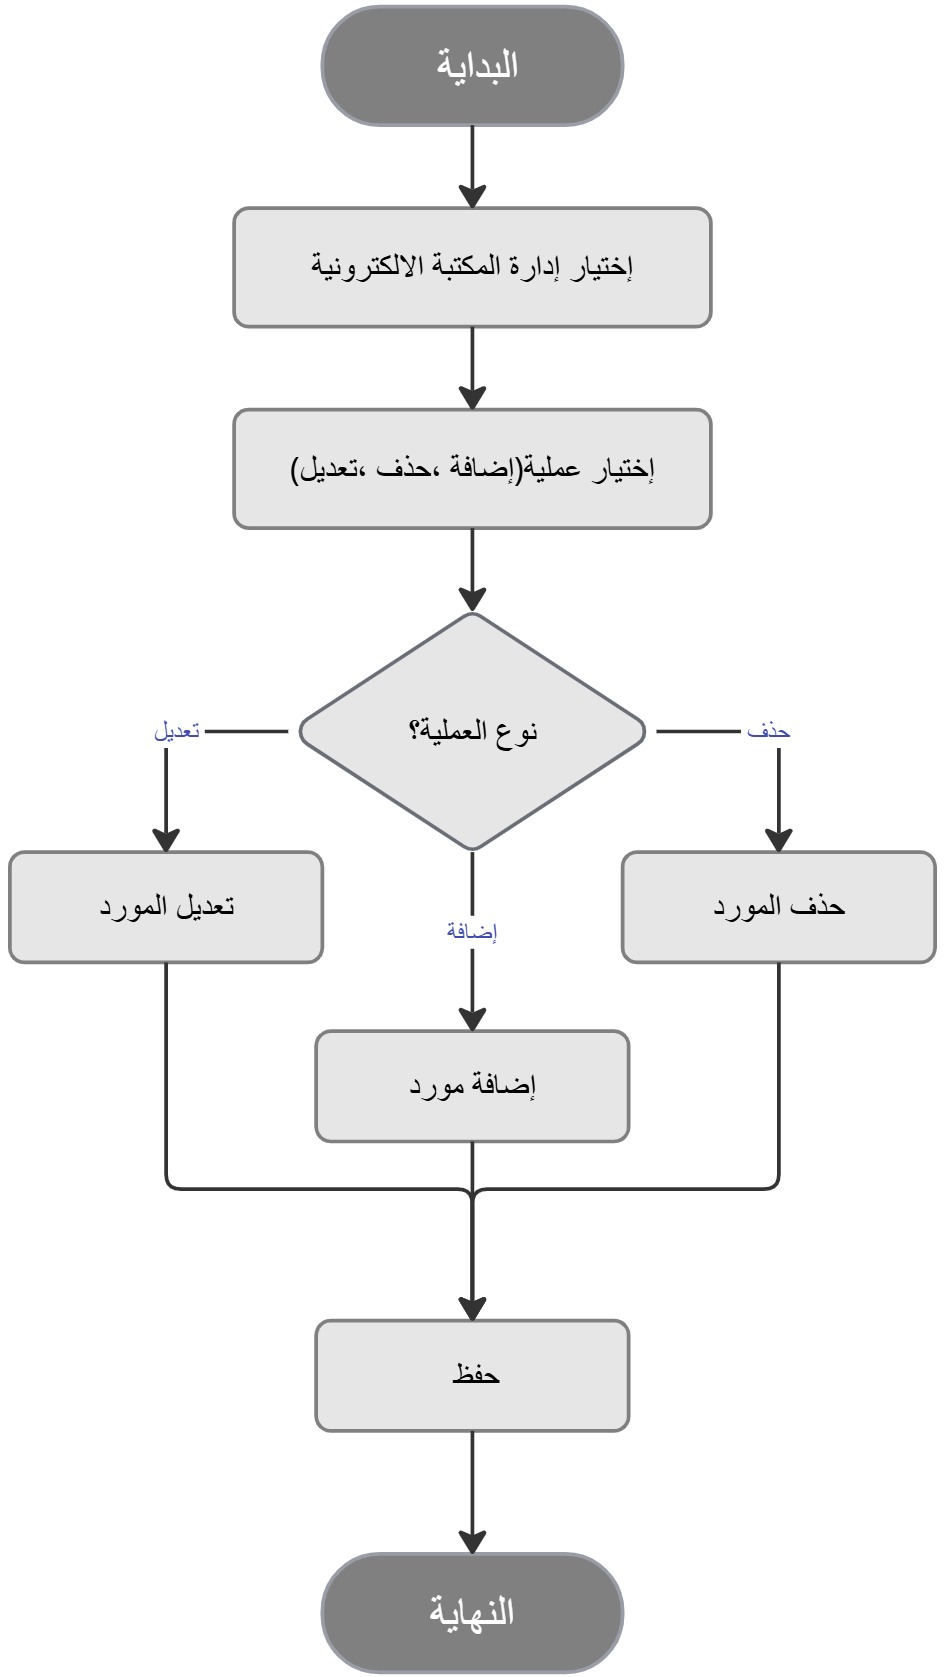 البداية
إختيار إدارة المكتبة الالكترونية
إختيار عملية(إضافة ،حذف ،تعديل)
نوع العملية؟
حذف
تعديل
حذف المورد
تعديل المورد
إضافة
إضافة مورد
حفظ
النهاية